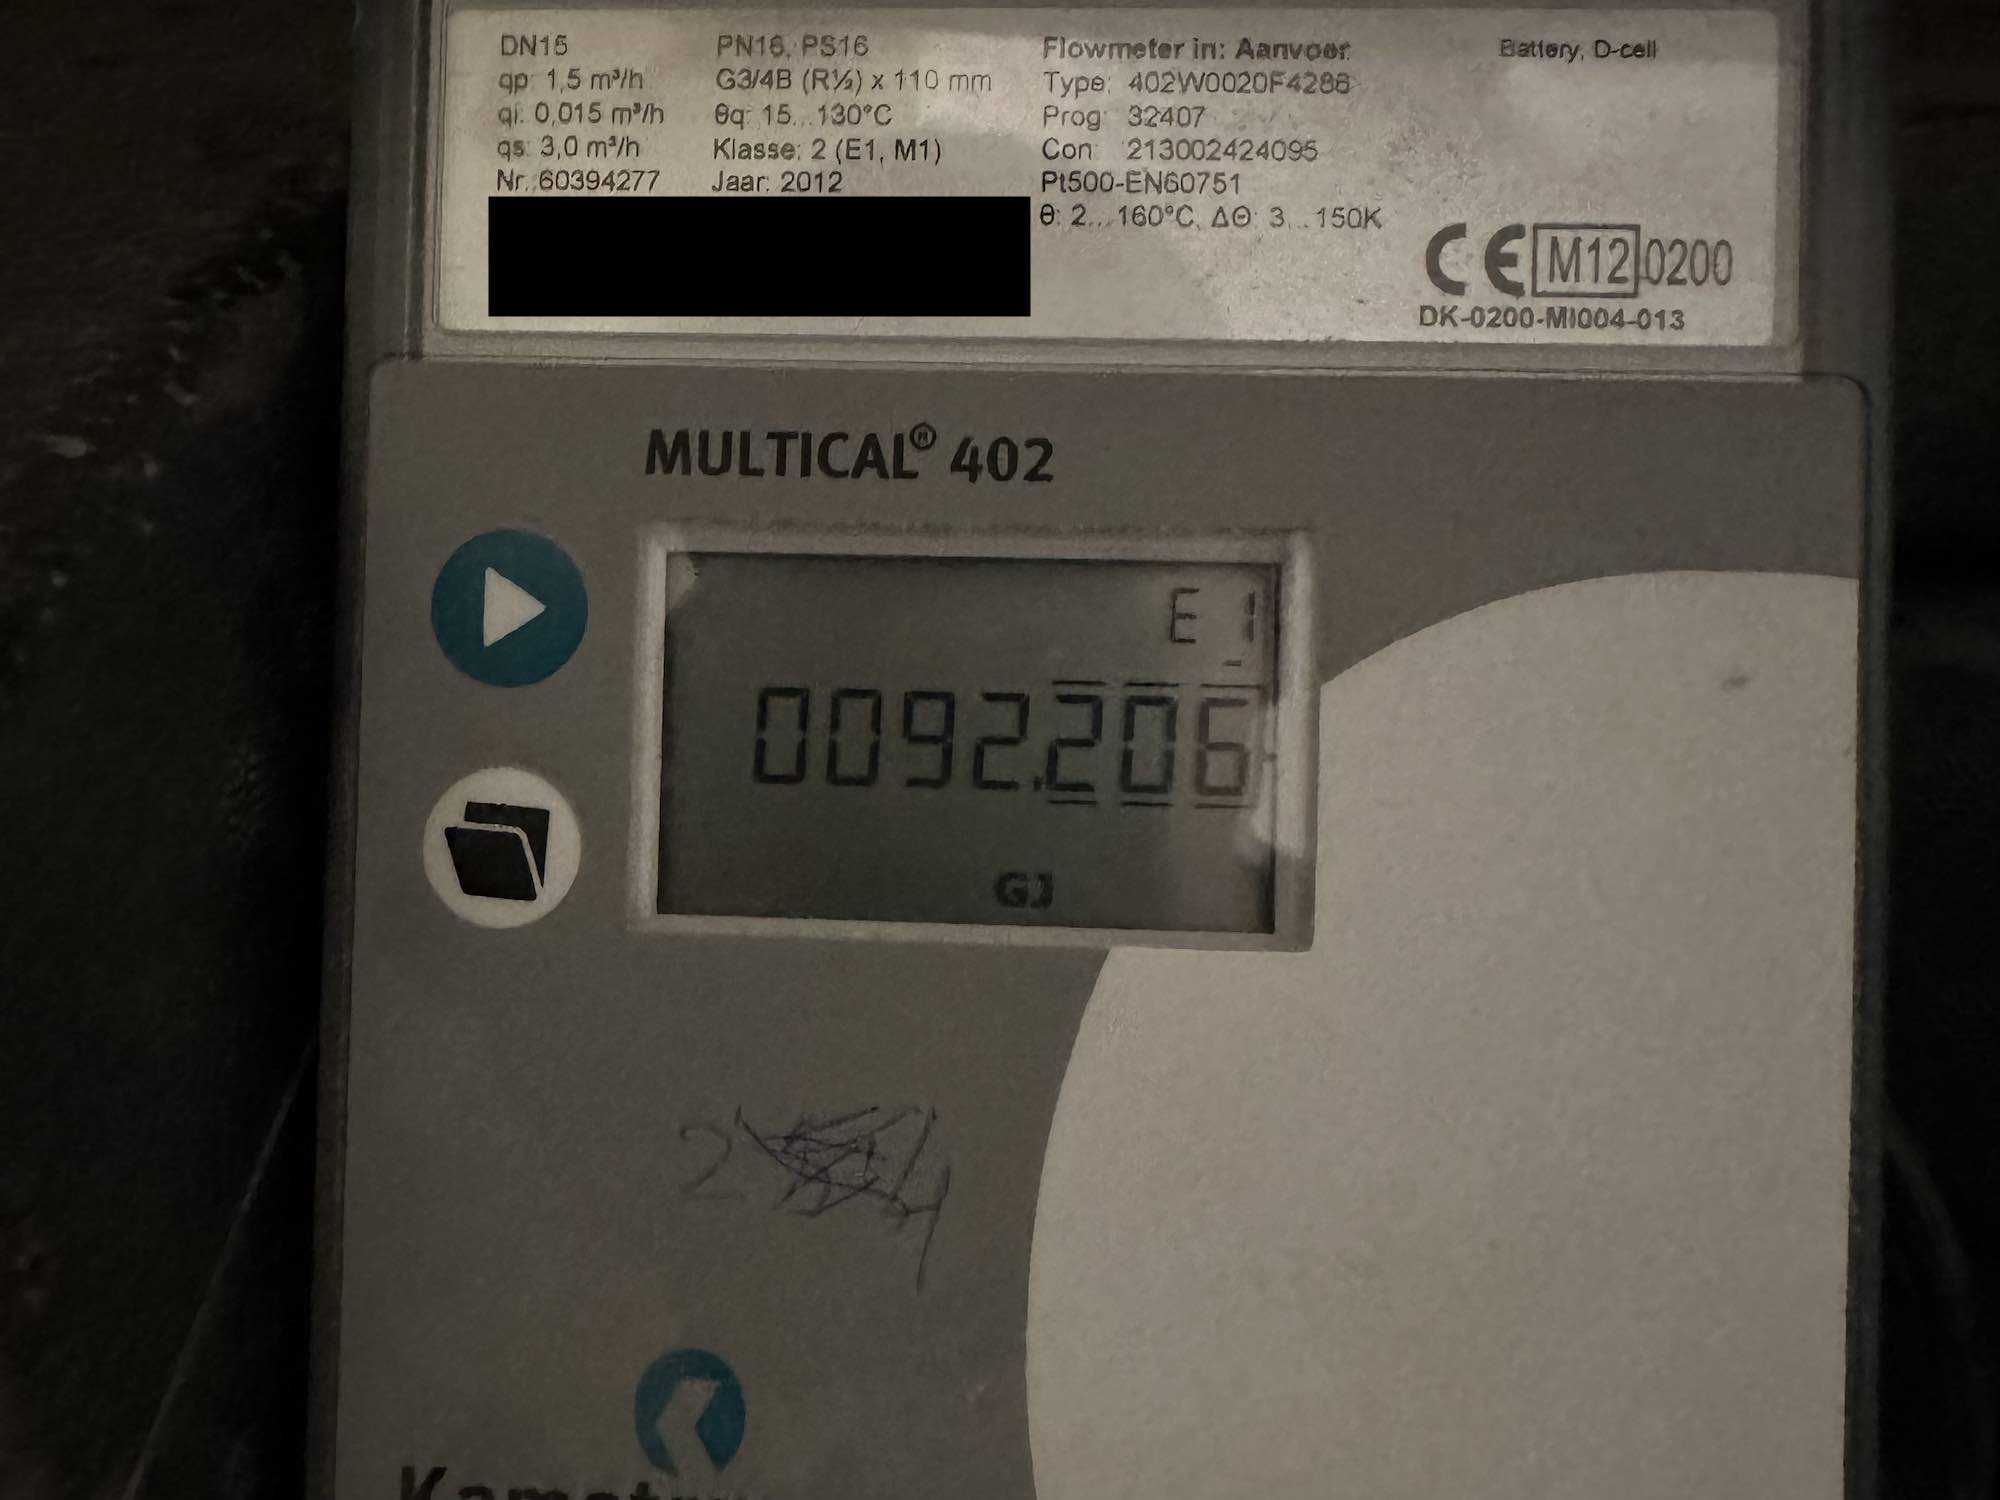 DN15 PN16, PS16 Flowmeter in: Aanvoer Battery, D-cell
qp: 1,5 m³/h G3/4B (R½) x 110 mm Type: 402W0020F4286
qi: 0,015 m³/h θq: 15...130°C Prog: 32407
qs: 3,0 m³/h Klasse: 2 (E1, M1) Con: 213002424095
Nr.:60394277 Jaar: 2012 Pt500-EN60751
θ: 2...160°C, ΔΘ: 3...150K
CE M12 0200
DK-0200-MI004-013
MULTICAL® 402
E 1
0092.206
GJ
2